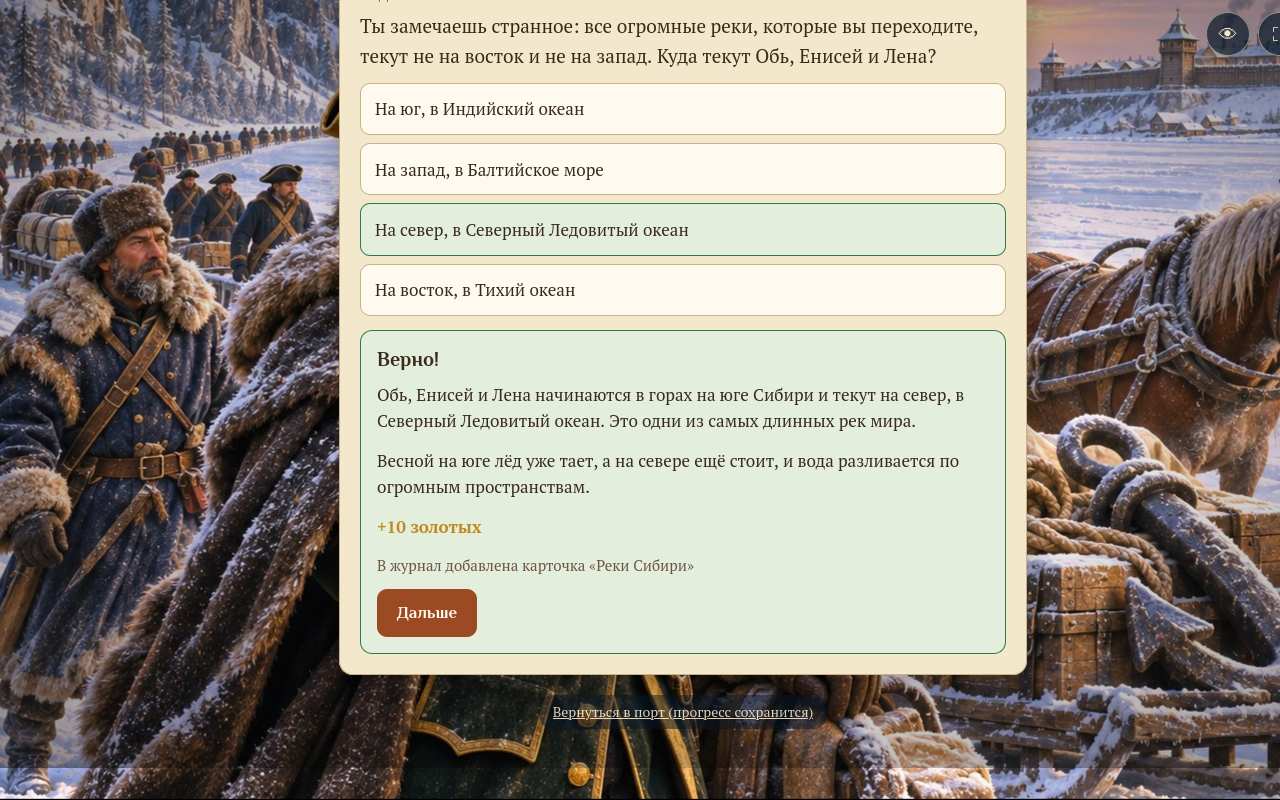 Ты замечаешь странное: все огромные реки, которые вы переходите,
текут не на восток и не на запад. Куда текут Обь, Енисей и Лена?
На юг, в Индийский океан
На запад, в Балтийское море
На север, в Северный Ледовитый океан
На восток, в Тихий океан
Верно!
Обь, Енисей и Лена начинаются в горах на юге Сибири и текут на север, в
Северный Ледовитый океан. Это одни из самых длинных рек мира.
Весной на юге лёд уже тает, а на севере ещё стоит, и вода разливается по
огромным пространствам.
+10 золотых
В журнал добавлена карточка «Реки Сибири»
Дальше
Вернуться в порт (прогресс сохранится)